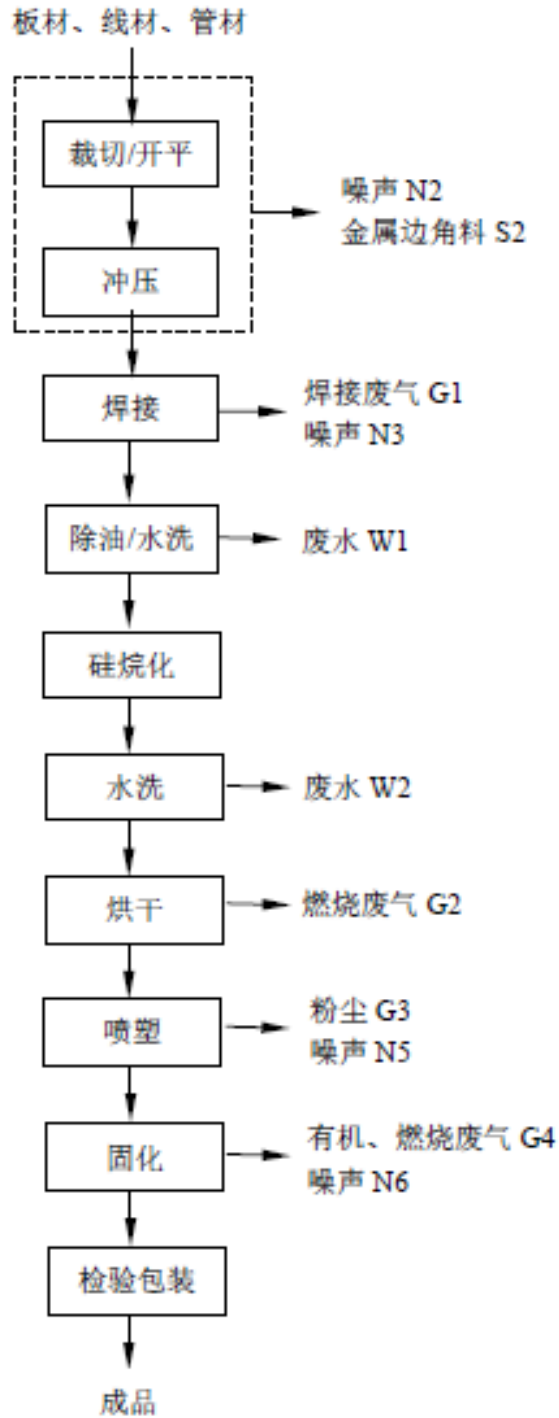 板材、线材、管材
裁切/开平
噪声 N2
金属边角料 S2
冲压
焊接
焊接废气 G1
噪声 N3
除油/水洗
废水 W1
硅烷化
水洗
废水 W2
烘干
燃烧废气 G2
喷塑
粉尘 G3
噪声 N5
固化
有机、燃烧废气 G4
噪声 N6
检验包装
成品